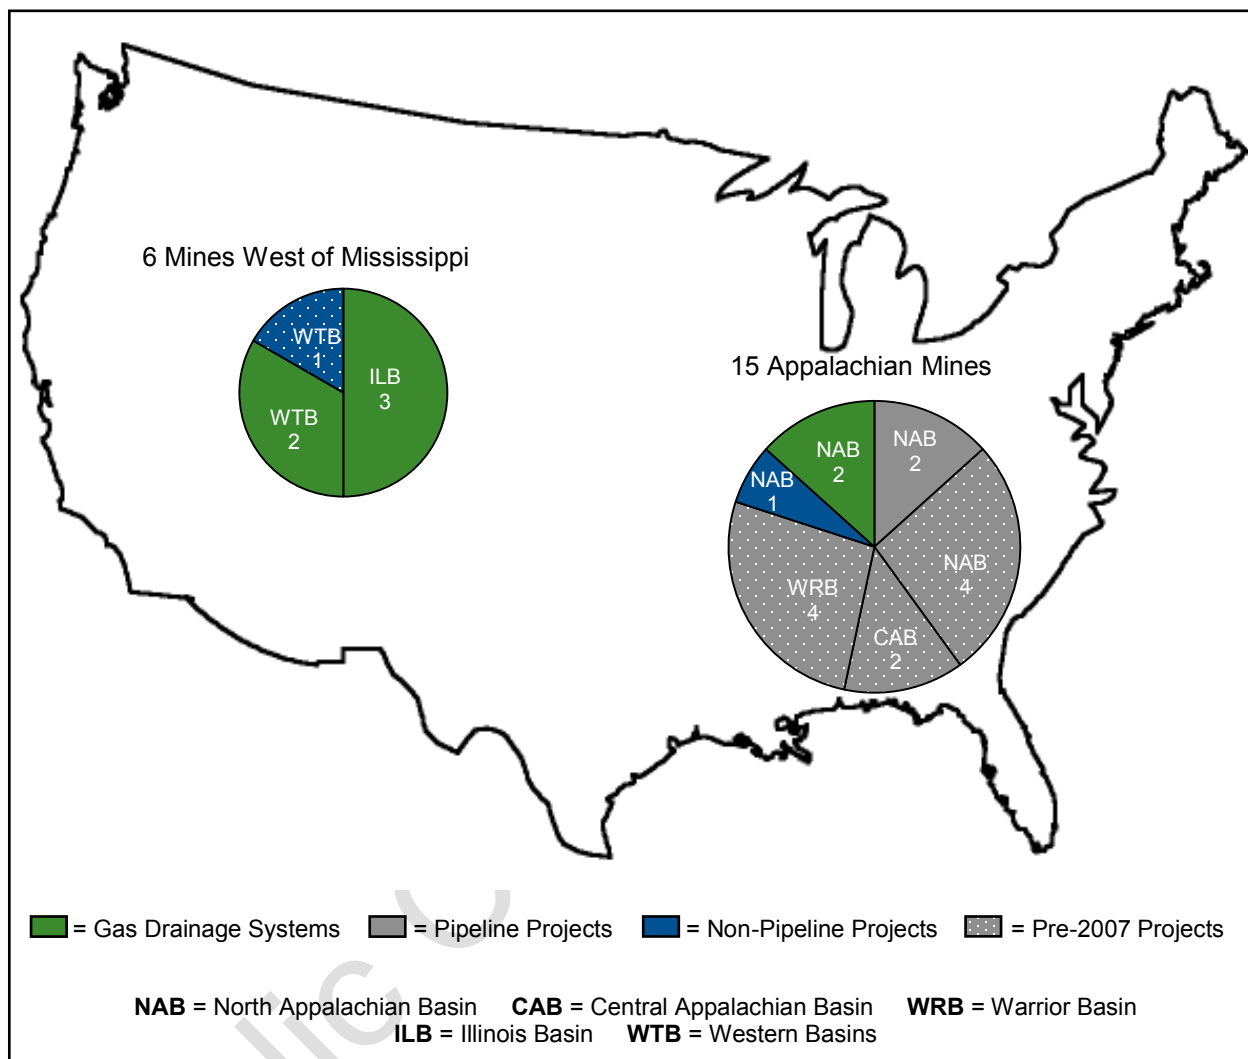 6 Mines West of Mississippi
WTB
1
ILB
3
WTB
2
15 Appalachian Mines
NAB
2
NAB
2
NAB
1
NAB
4
WRB
4
CAB
2
= Gas Drainage Systems
= Pipeline Projects
= Non-Pipeline Projects
= Pre-2007 Projects
NAB = North Appalachian Basin CAB = Central Appalachian Basin WRB = Warrior Basin
ILB = Illinois Basin WTB = Western Basins